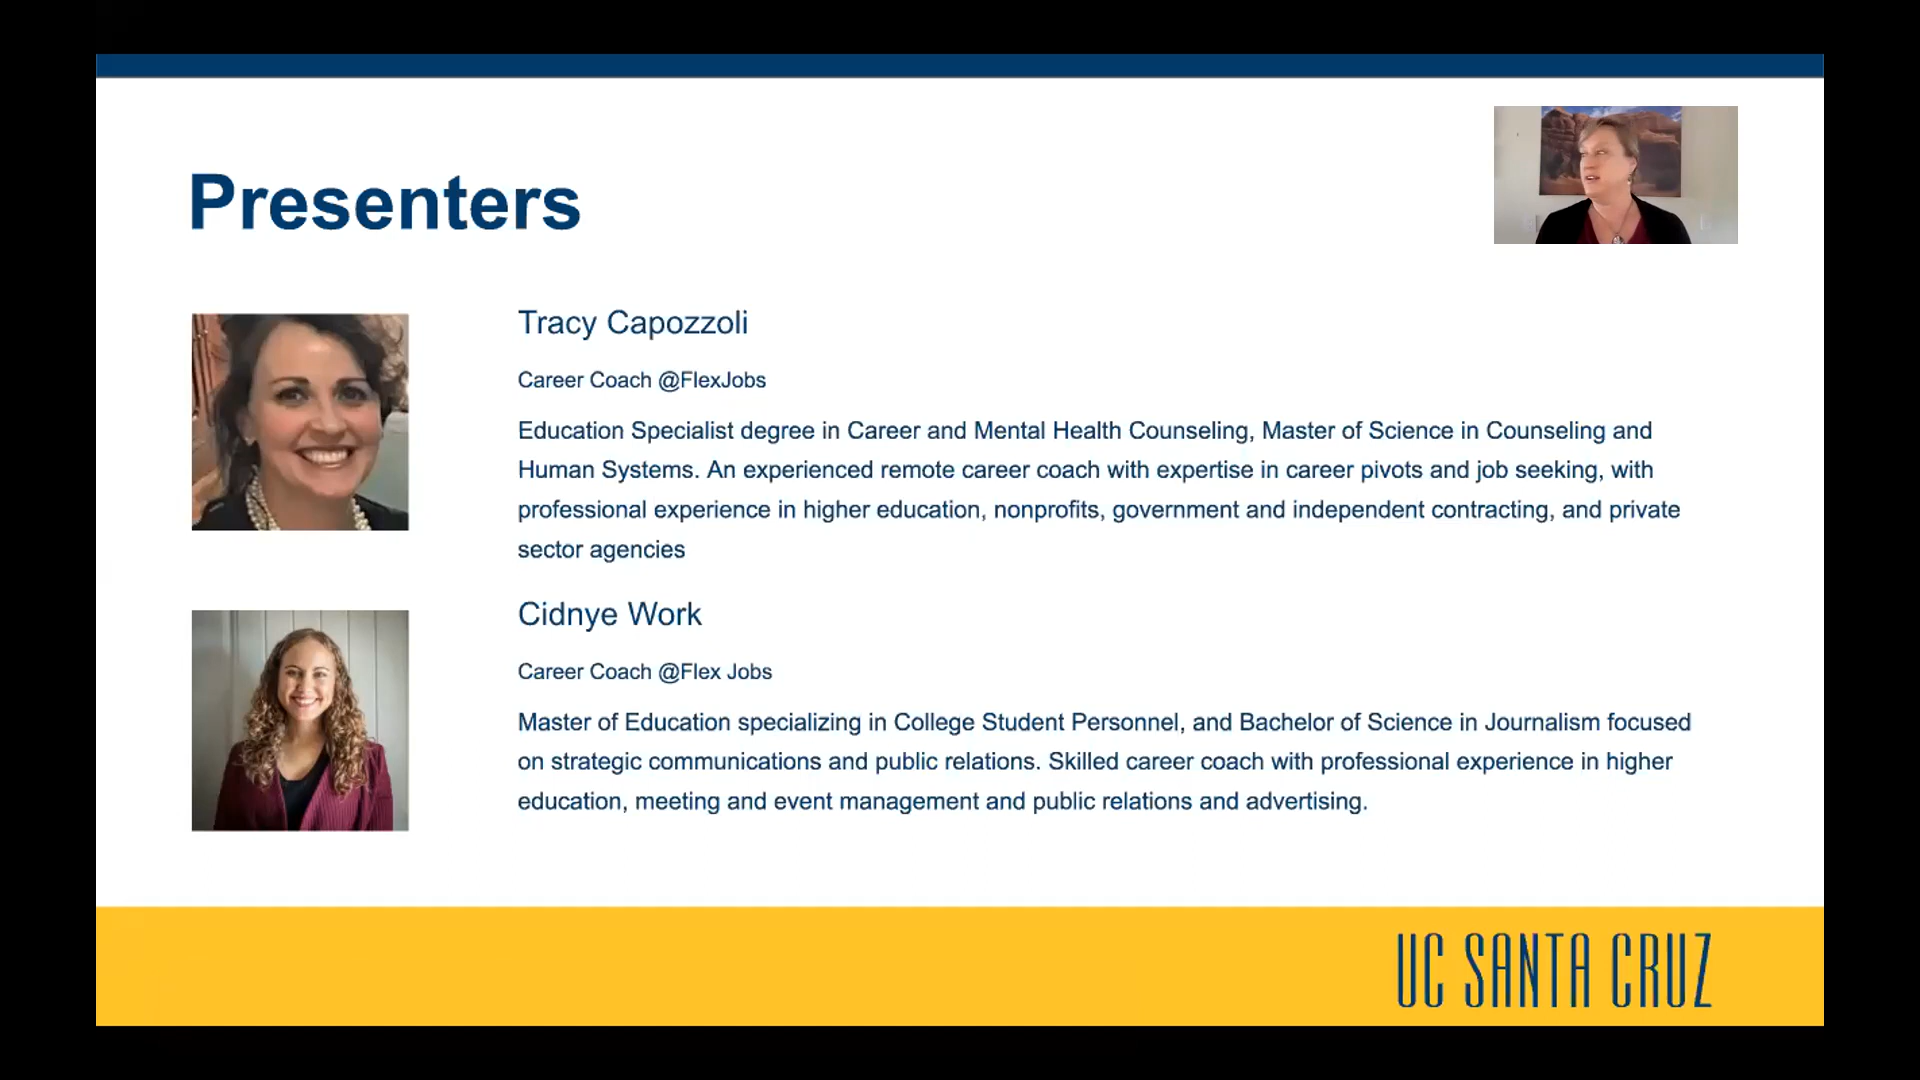 Presenters
Tracy Capozzoli
Career Coach @FlexJobs
Education Specialist degree in Career and Mental Health Counseling, Master of Science in Counseling and
Human Systems. An experienced remote career coach with expertise in career pivots and job seeking, with
professional experience in higher education, nonprofits, government and independent contracting, and private
sector agencies
Cidnye Work
Career Coach @Flex Jobs
Master of Education specializing in College Student Personnel, and Bachelor of Science in Journalism focused
on strategic communications and public relations. Skilled career coach with professional experience in higher
education, meeting and event management and public relations and advertising.
UC SANTA CRUZ